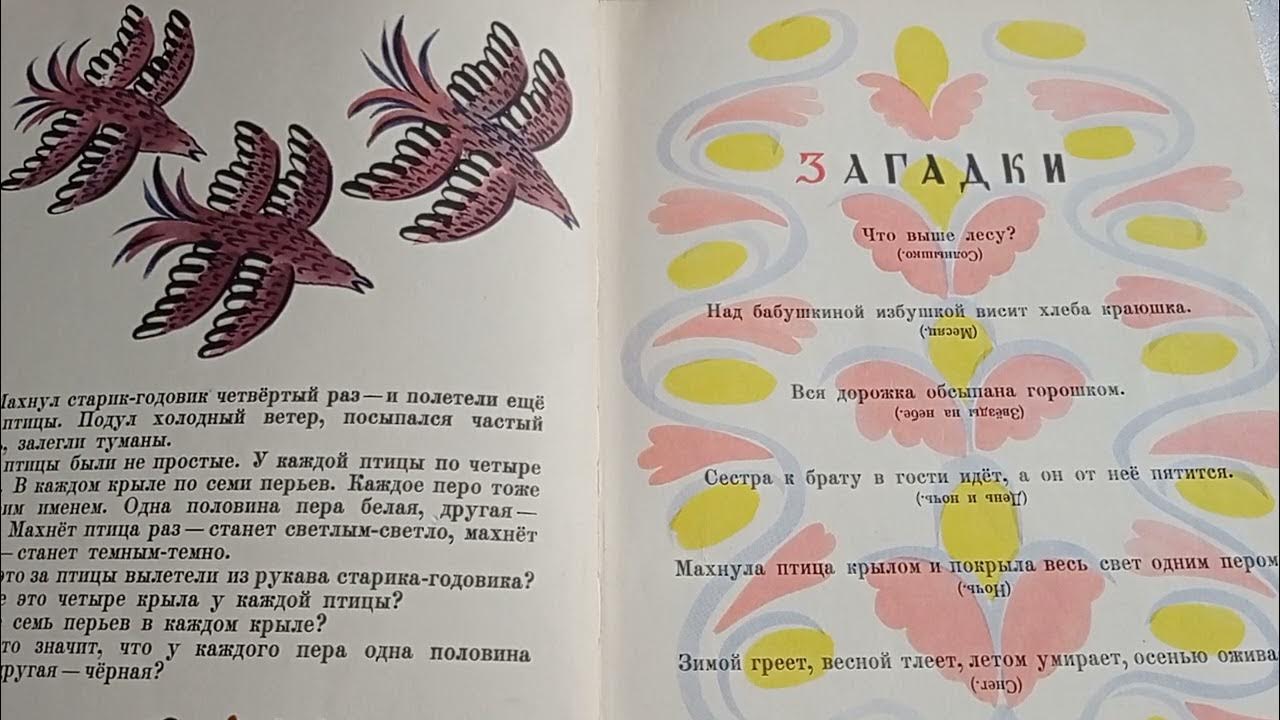 Махнул старик-годовик четвёртый раз — и полетели ещё
птицы. Подул холодный ветер, посыпался частый
залегли туманы.
птицы были не простые. У каждой птицы по четыре
В каждом крыле по семи перьев. Каждое перо тоже
им именем. Одна половина пера белая, другая —
Махнёт птица раз — станет светлым-светло, махнёт
— станет темным-темно.
это за птицы вылетели из рукава старика-годовика?
это четыре крыла у каждой птицы?
семь перьев в каждом крыле?
то значит, что у каждого пера одна половина
другая — чёрная?
ЗАГАДКИ
Что выше лесу?
(Солнышко.)
Над бабушкиной избушкой висит хлеба краюшка.
(Месяц.)
Вся дорожка обсыпана горошком.
(Звёзды на небе.)
Сестра к брату в гости идёт, а он от неё пятится.
(День и ночь.)
Махнула птица крылом и покрыла весь свет одним пером
(Ночь.)
Зимой греет, весной тлеет, летом умирает, осенью ожива
(Снег.)